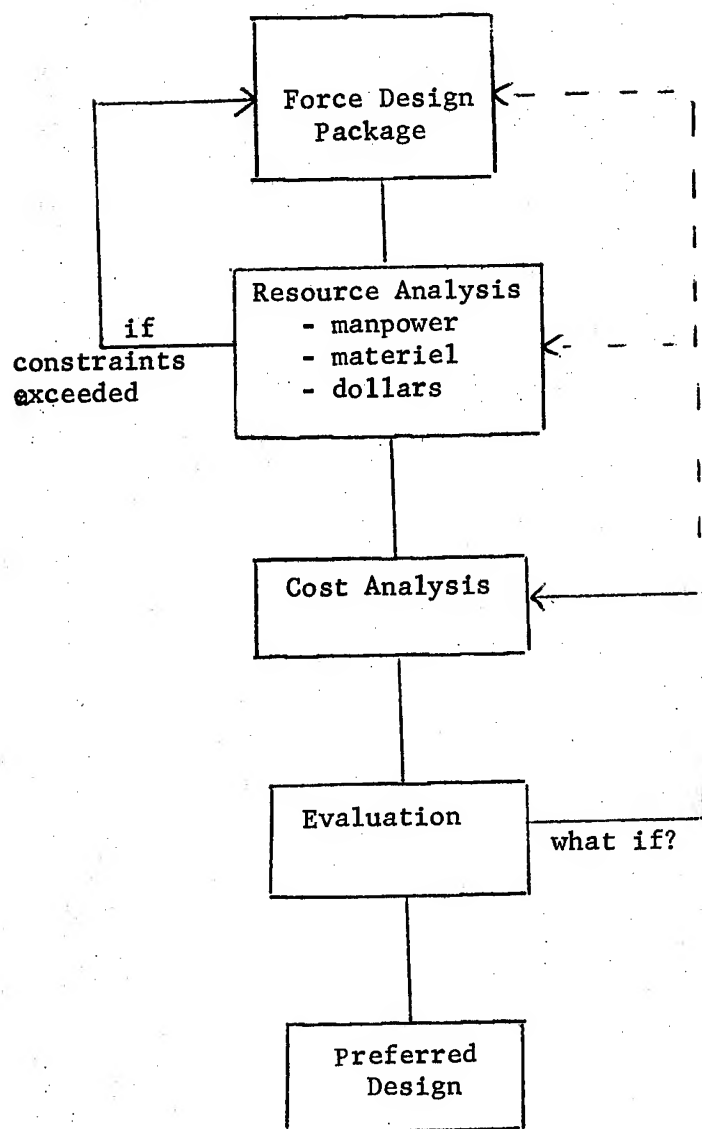 Force Design
Package
Resource Analysis
- manpower
- materiel
- dollars
if
constraints
exceeded
Cost Analysis
Evaluation
what if?
Preferred
Design